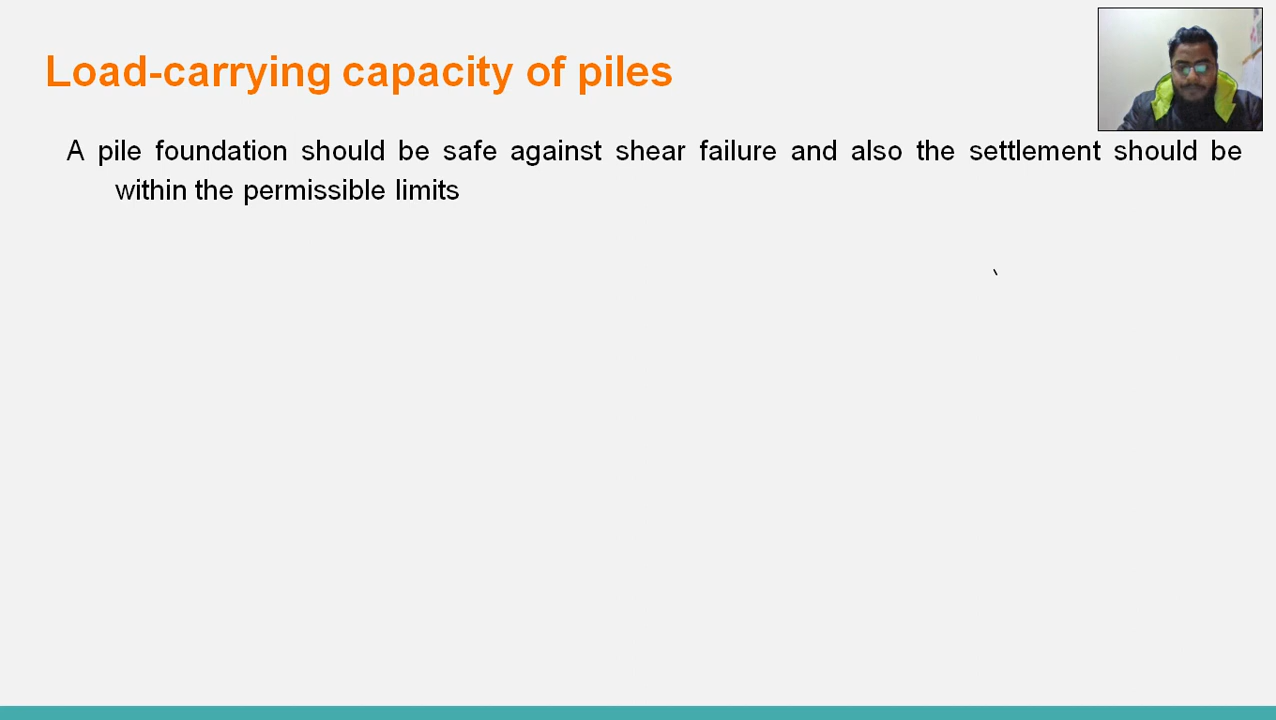 Load-carrying capacity of piles
A pile foundation should be safe against shear failure and also the settlement should be
within the permissible limits